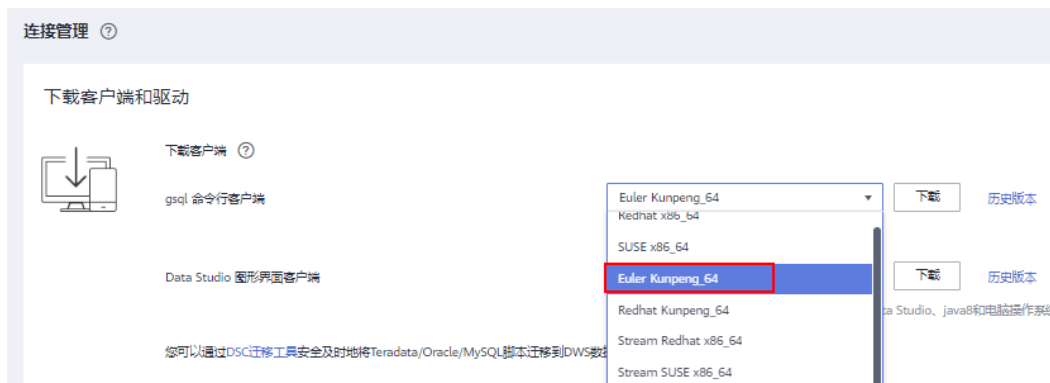 连接管理 ?
下载客户端和驱动
下载客户端 ?
gsql 命令行客户端
Euler Kunpeng_64
下载
历史版本
Redhat x86_64
SUSE x86_64
Data Studio 图形界面客户端
Euler Kunpeng_64
下载
历史版本
Redhat Kunpeng_64
ta Studio、java8和电脑操作系统
Stream Redhat x86_64
您可以通过DSC迁移工具安全及时地将Teradata/Oracle/MySQL脚本迁移到DWS数据
Stream SUSE x86_64